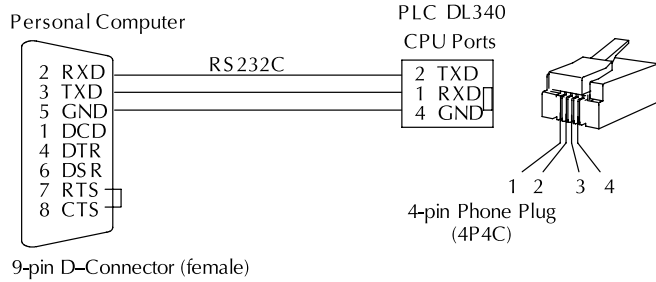 Personal Computer
PLC DL340
CPU Ports
RS232C
2 RXD
3 TXD
5 GND
1 DCD
4 DTR
6 DSR
7 RTS
8 CTS
2 TXD
1 RXD
4 GND
1 2 3 4
4-pin Phone Plug
(4P4C)
9-pin D–Connector (female)